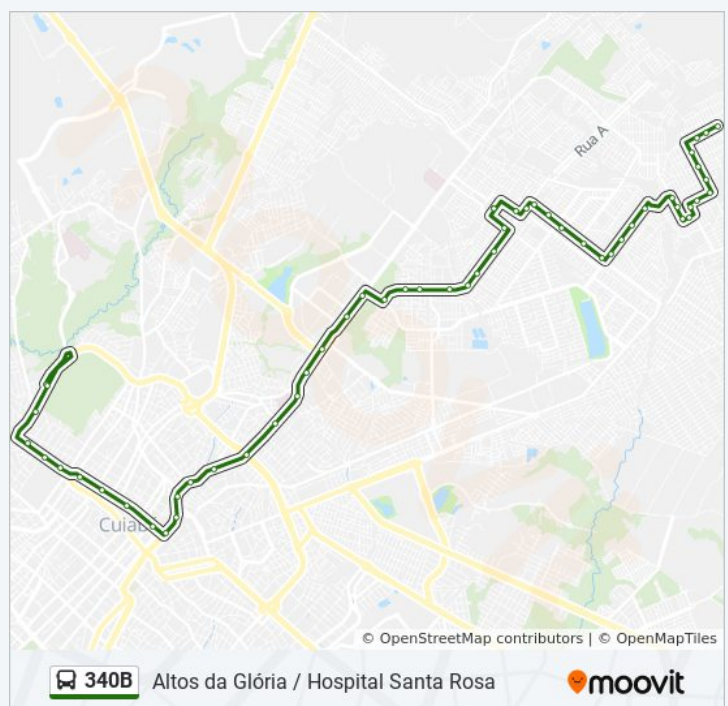 Rua A
Cuiabá
© OpenStreetMap contributors | © OpenMapTiles
340B Altos da Glória / Hospital Santa Rosa
moovit